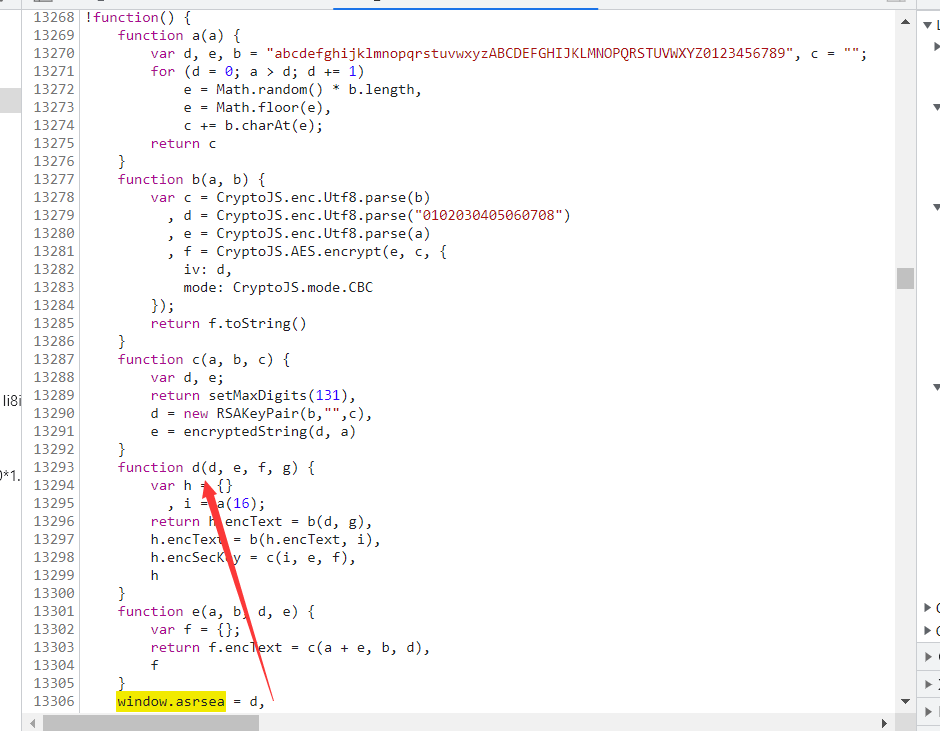 13268 !function() {
13269     function a(a) {
13270         var d, e, b = "abcdefghijklmnopqrstuvwxyzABCDEFGHIJKLMNOPQRSTUVWXYZ0123456789", c = "";
13271         for (d = 0; a > d; d += 1)
13272             e = Math.random() * b.length,
13273             e = Math.floor(e),
13274             c += b.charAt(e);
13275         return c
13276     }
13277     function b(a, b) {
13278         var c = CryptoJS.enc.Utf8.parse(b)
13279           , d = CryptoJS.enc.Utf8.parse("0102030405060708")
13280           , e = CryptoJS.enc.Utf8.parse(a)
13281           , f = CryptoJS.AES.encrypt(e, c, {
13282             iv: d,
13283             mode: CryptoJS.mode.CBC
13284         });
13285         return f.toString()
13286     }
13287     function c(a, b, c) {
13288         var d, e;
13289         return setMaxDigits(131),
13290         d = new RSAKeyPair(b,"",c),
13291         e = encryptedString(d, a)
13292     }
13293     function d(d, e, f, g) {
13294         var h = {}
13295           , i = a(16);
13296         return h.encText = b(d, g),
13297         h.encText = b(h.encText, i),
13298         h.encSecKey = c(i, e, f),
13299         h
13300     }
13301     function e(a, b, d, e) {
13302         var f = {};
13303         return f.encText = c(a + e, b, d),
13304         f
13305     }
13306     window.asrsea = d,
li8i